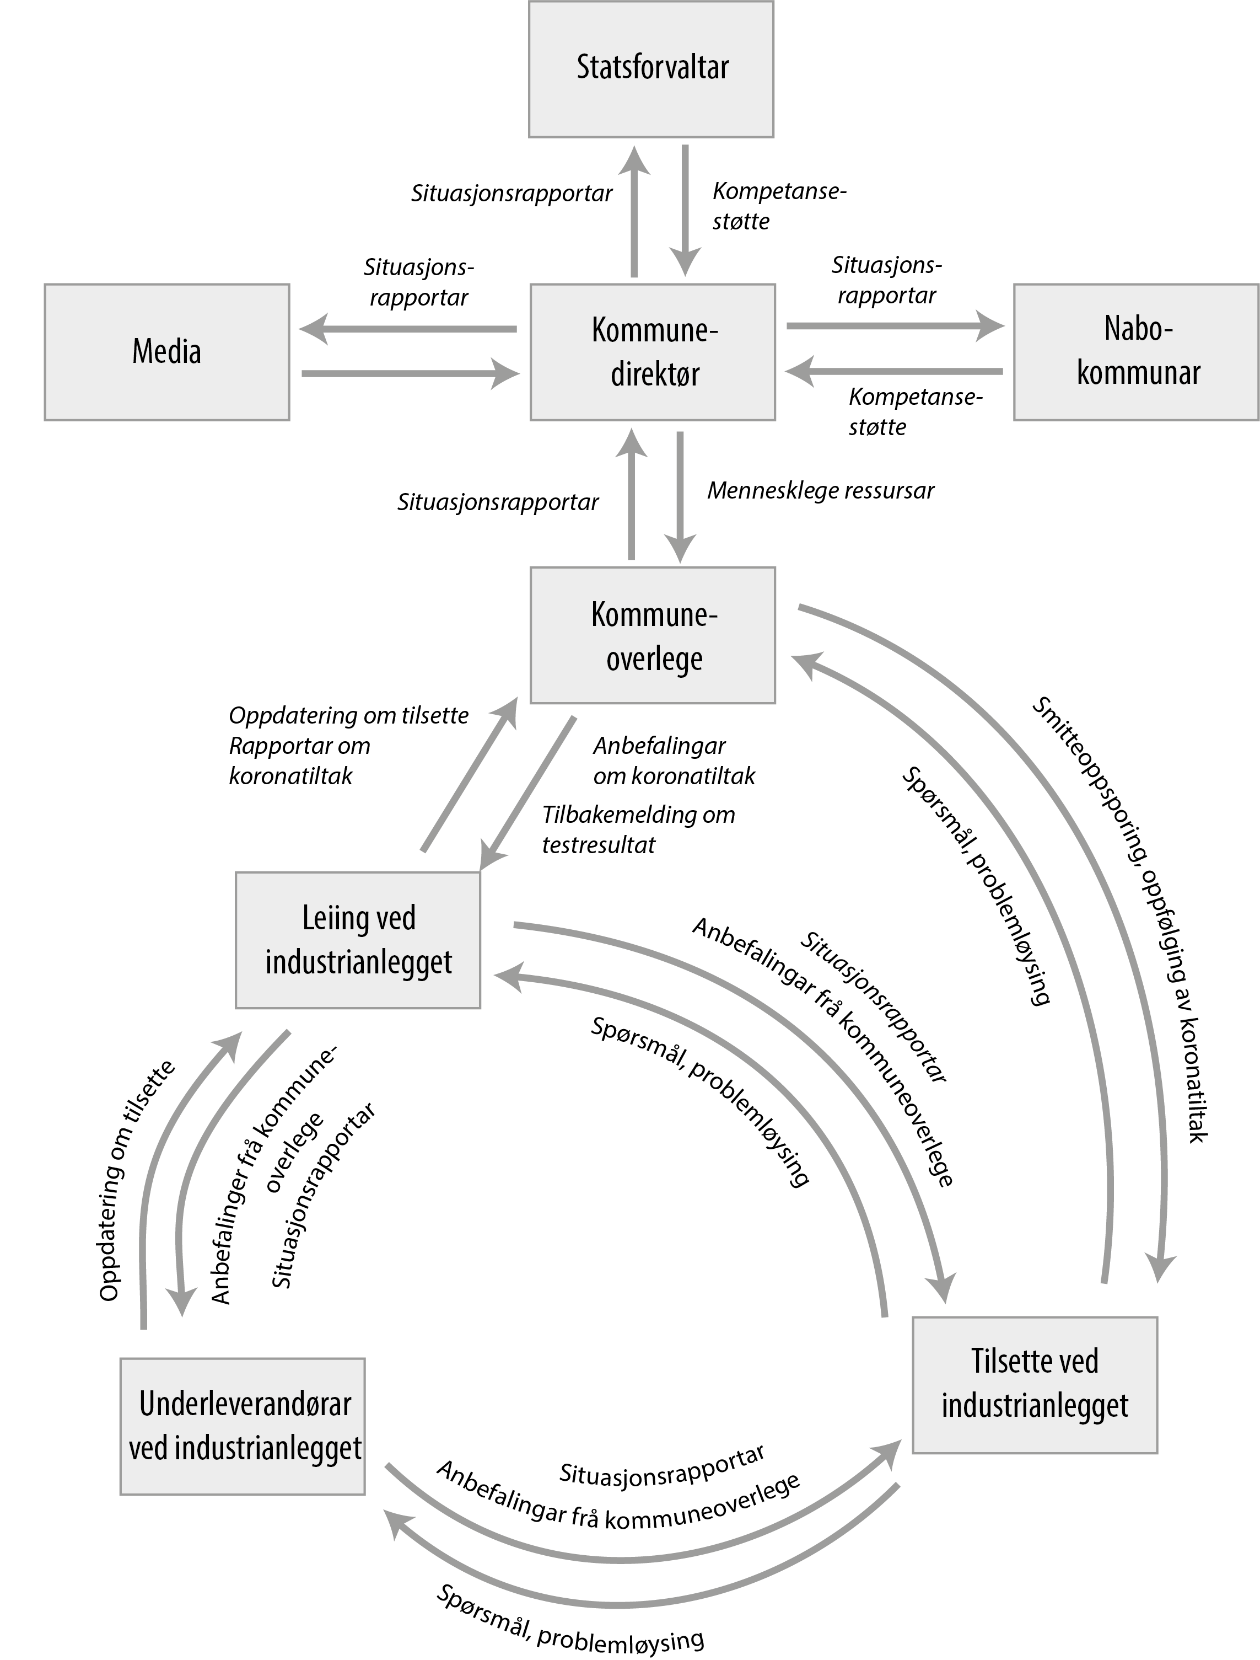 Statsforvaltar
Situasjonsrapportar
Kompetanse-
støtte
Situasjons-
rapportar
Situasjons-
rapportar
Media
Kommune-
direktør
Nabo-
kommunar
Kompetanse-
støtte
Situasjonsrapportar
Mennesklege ressursar
Kommune-
overlege
Oppdatering om tilsette
Rapportar om
koronatiltak
Anbefalingar
om koronatiltak
Tilbakemelding om
testresultat
Smitteoppsporing, oppfølging av koronatiltak
Spørsmål, problemløysing
Leiing ved
industrianlegget
Situasjonsrapportar
Anbefalingar frå kommuneoverlege
Spørsmål, problemløysing
Oppdatering om tilsette
Anbefalinger frå kommune-
overlege
Situasjonsrapportar
Underleverandørar
ved industrianlegget
Tilsette ved
industrianlegget
Situasjonsrapportar
Anbefalingar frå kommuneoverlege
Spørsmål, problemløysing